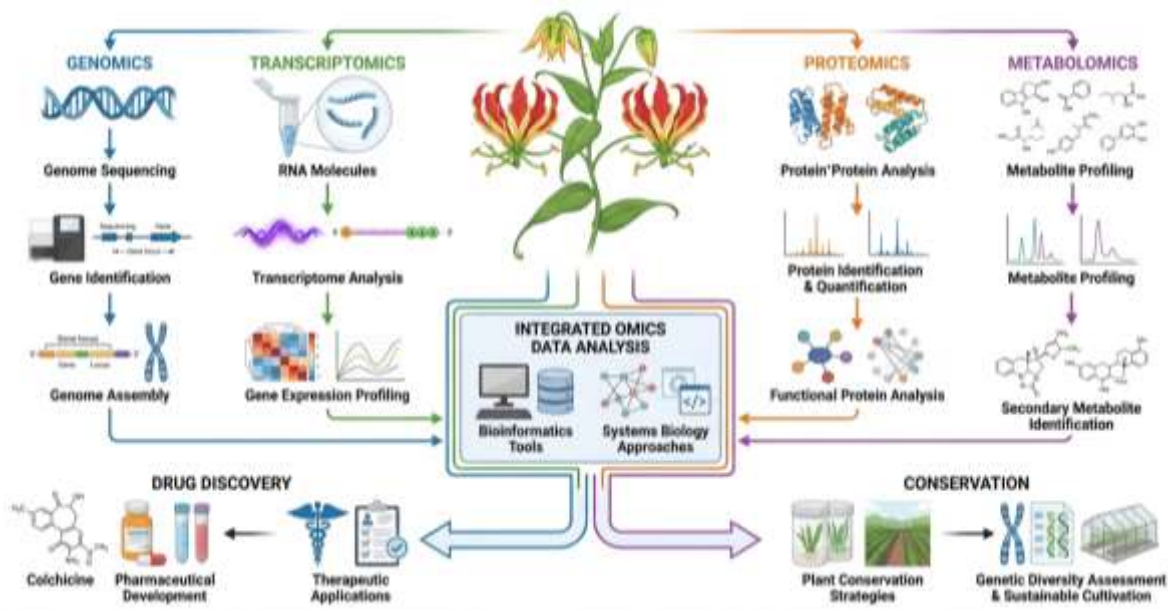 GENOMICS
Genome Sequencing
Gene Identification
Genome Assembly
TRANSCRIPTOMICS
RNA Molecules
Transcriptome Analysis
Gene Expression Profiling
PROTEOMICS
Protein⁺Protein Analysis
Protein Identification
& Quantification
Functional Protein Analysis
METABOLOMICS
Metabolite Profiling
Metabolite Profiling
Secondary Metabolite
Identification
INTEGRATED OMICS
DATA ANALYSIS
Bioinformatics
Tools
Systems Biology
Approaches
DRUG DISCOVERY
Colchicine
Pharmaceutical
Development
Therapeutic
Applications
CONSERVATION
Plant Conservation
Strategies
Genetic Diversity Assessment
& Sustainable Cultivation